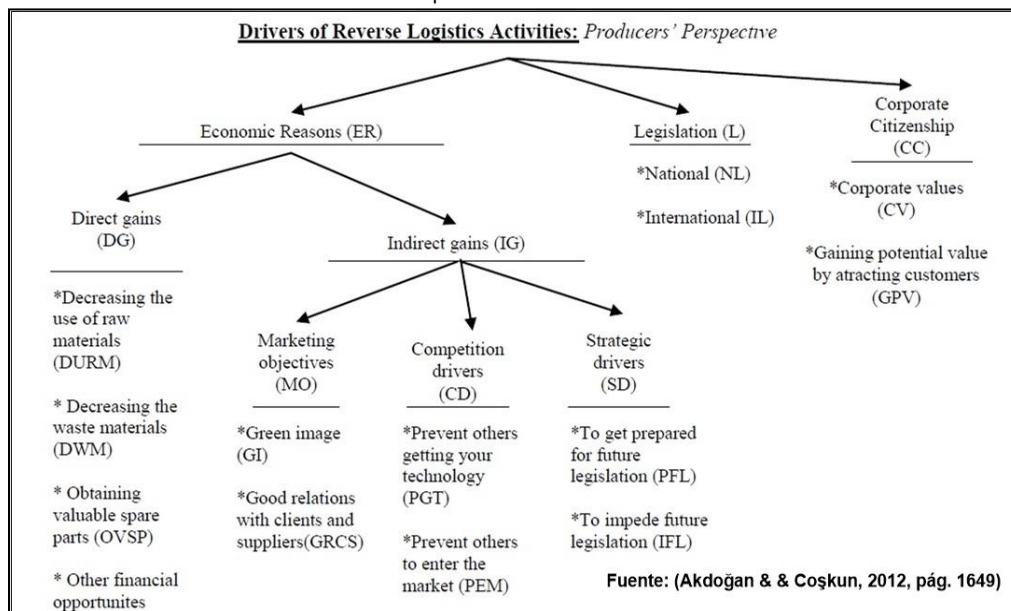 Drivers of Reverse Logistics Activities: Producers' Perspective
Economic Reasons (ER)
Legislation (L)
*National (NL)
*International (IL)
Corporate
Citizenship
(CC)
*Corporate values
(CV)
*Gaining potential value
by atracting customers
(GPV)
Direct gains
(DG)
*Decreasing the
use of raw
materials
(DURM)
* Decreasing the
waste materials
(DWM)
* Obtaining
valuable spare
parts (OVSP)
* Other financial
opportunites
Indirect gains (IG)
Marketing
objectives
(MO)
*Green image
(GI)
*Good relations
with clients and
suppliers(GRCS)
Competition
drivers
(CD)
*Prevent others
getting your
technology
(PGT)
*Prevent others
to enter the
market (PEM)
Strategic
drivers
(SD)
*To get prepared
for future
legislation (PFL)
*To impede future
legislation (IFL)
Fuente: (Akdoğan & & Coşkun, 2012, pág. 1649)